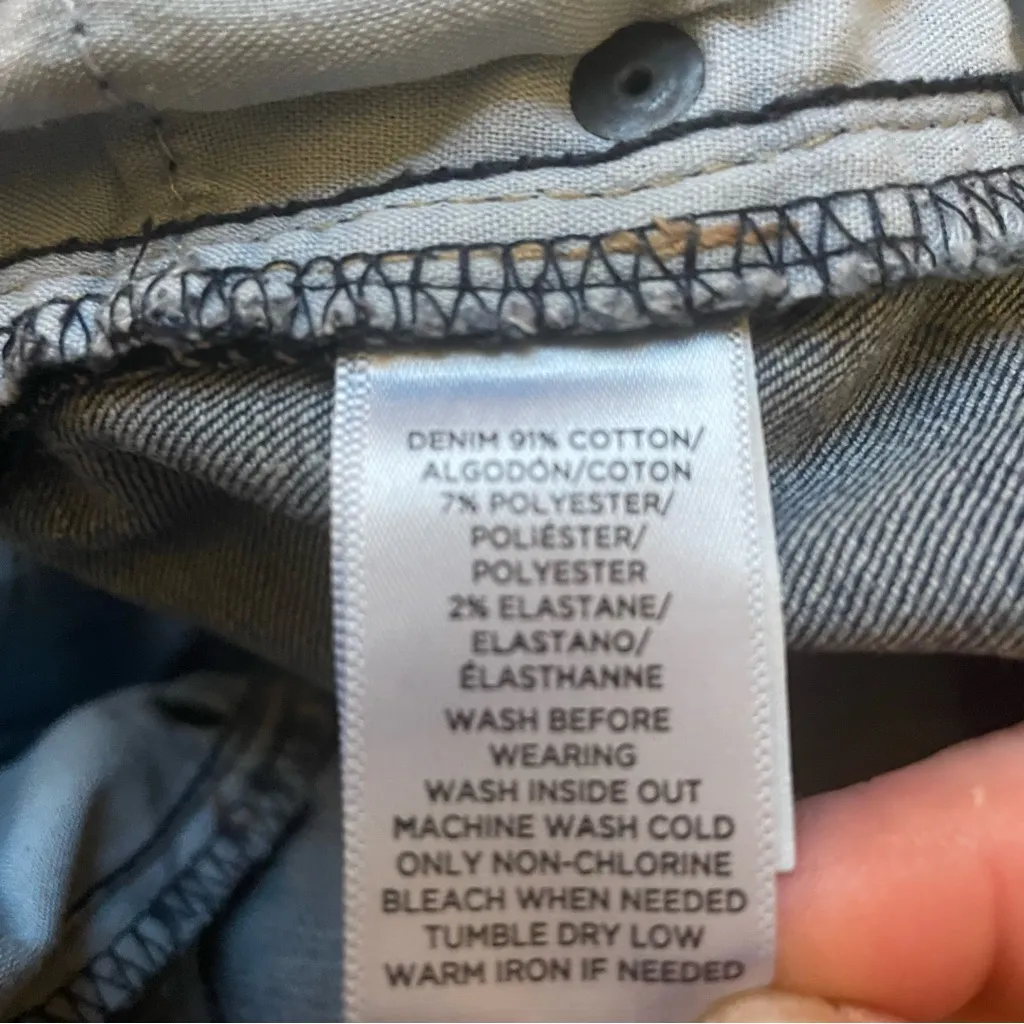 DENIM 91% COTTON/
ALGODÓN/COTON
7% POLYESTER/
POLIÉSTER/
POLYESTER
2% ELASTANE/
ELASTANO/
ÉLASTHANNE
WASH BEFORE
WEARING
WASH INSIDE OUT
MACHINE WASH COLD
ONLY NON-CHLORINE
BLEACH WHEN NEEDED
TUMBLE DRY LOW
WARM IRON IF NEEDED